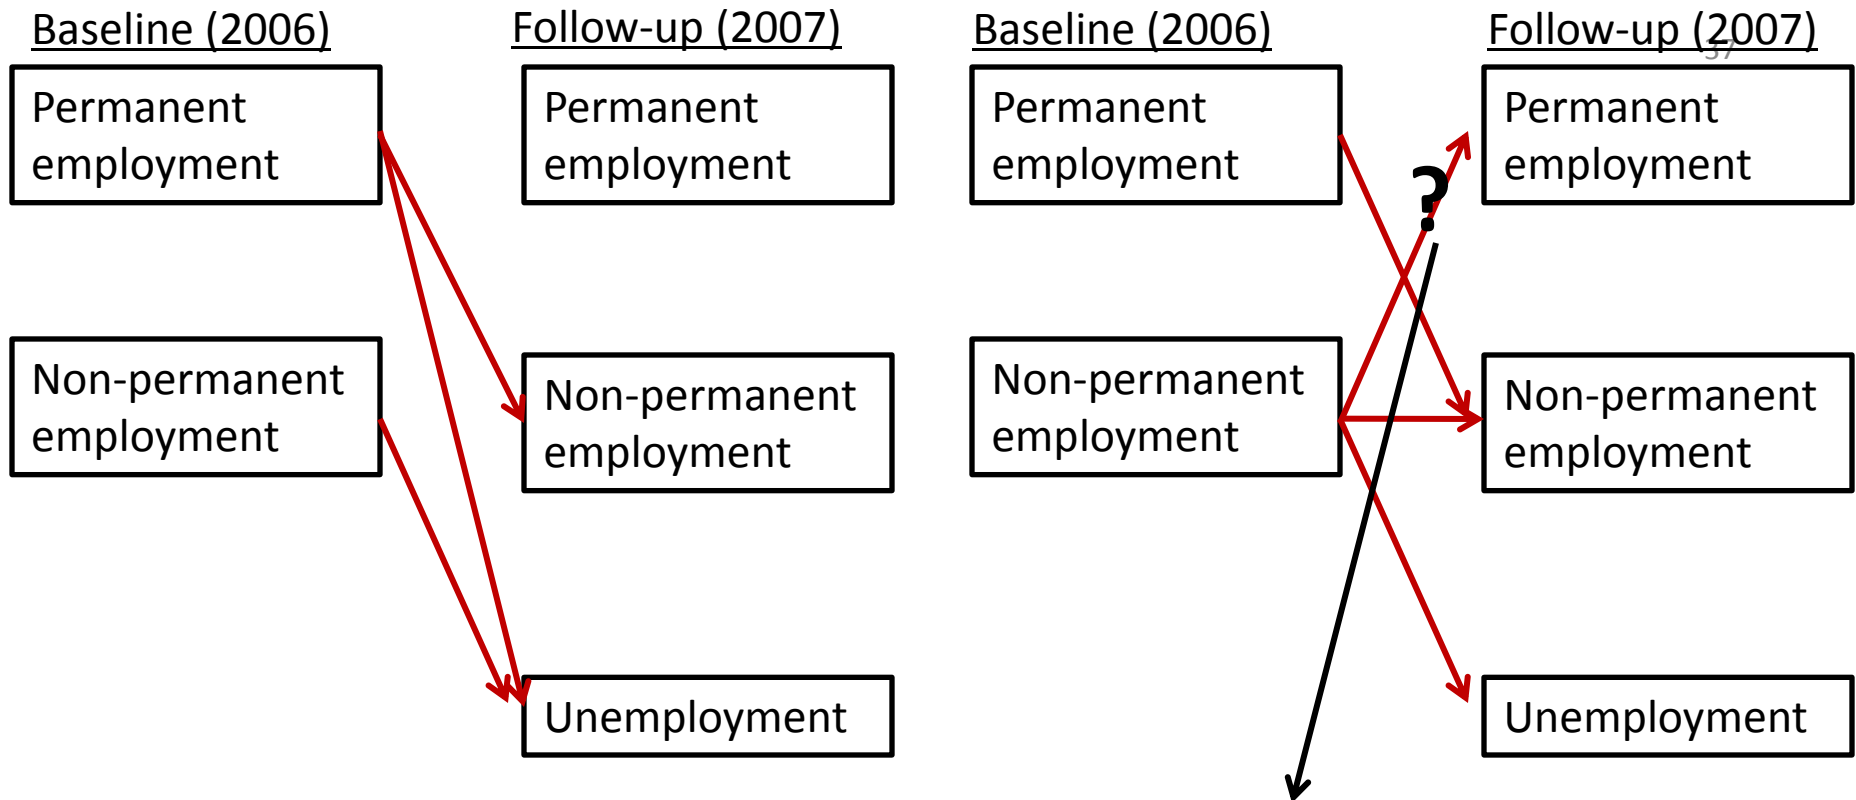 Baseline (2006)
Follow-up (2007)
Baseline (2006)
Follow-up (2007)
37
Permanent
employment
Permanent
employment
Permanent
employment
Permanent
employment
?
Non-permanent
employment
Non-permanent
employment
Non-permanent
employment
Non-permanent
employment
Unemployment
Unemployment